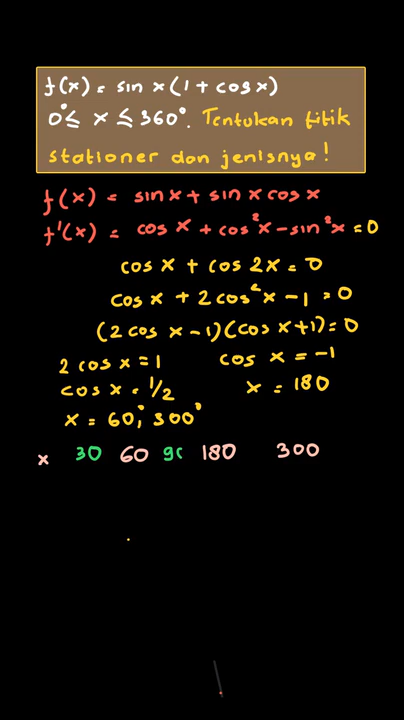 f(x) = sin x (1 + cos x)
0° ≤ x ≤ 360°. Tentukan titik
stationer dan jenisnya!
f(x) = sin x + sin x cos x
f'(x) = cos x + cos²x - sin²x = 0
cos x + cos 2x = 0
cos x + 2 cos²x - 1 = 0
(2 cos x - 1)(cos x + 1) = 0
2 cos x = 1 cos x = -1
cos x = 1/2 x = 180
x = 60°, 300°
x 30 60 180 300